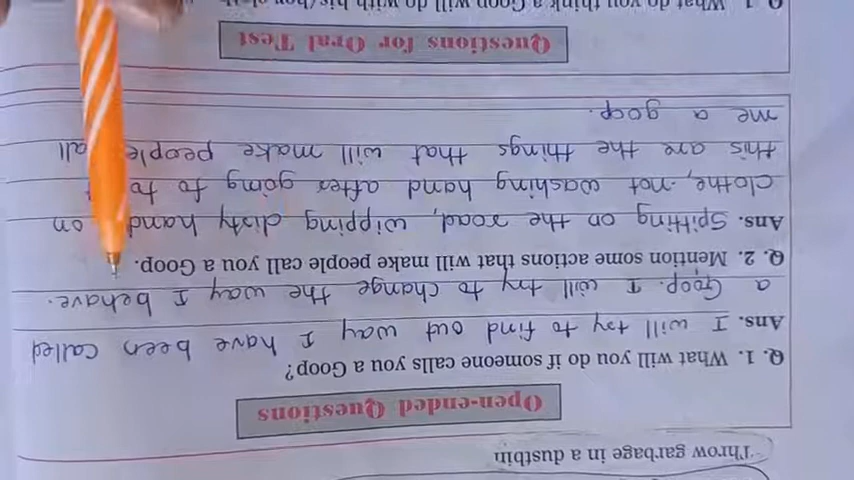 Throw garbage in a dustbin
Open-ended Questions
Q. 1. What will you do if someone calls you a Goop?
Ans. I will try to find out way I have been called
a Goop. I will try to change the way I behave.
Q. 2. Mention some actions that will make people call you a Goop.
Ans. Spitting on the road, wipping disty hand on
clothe, not washing hand after going to
this are the things that will make people all
me a goop.
Questions for Oral Test
Q. 1. What do you think a Goop will do with his/her